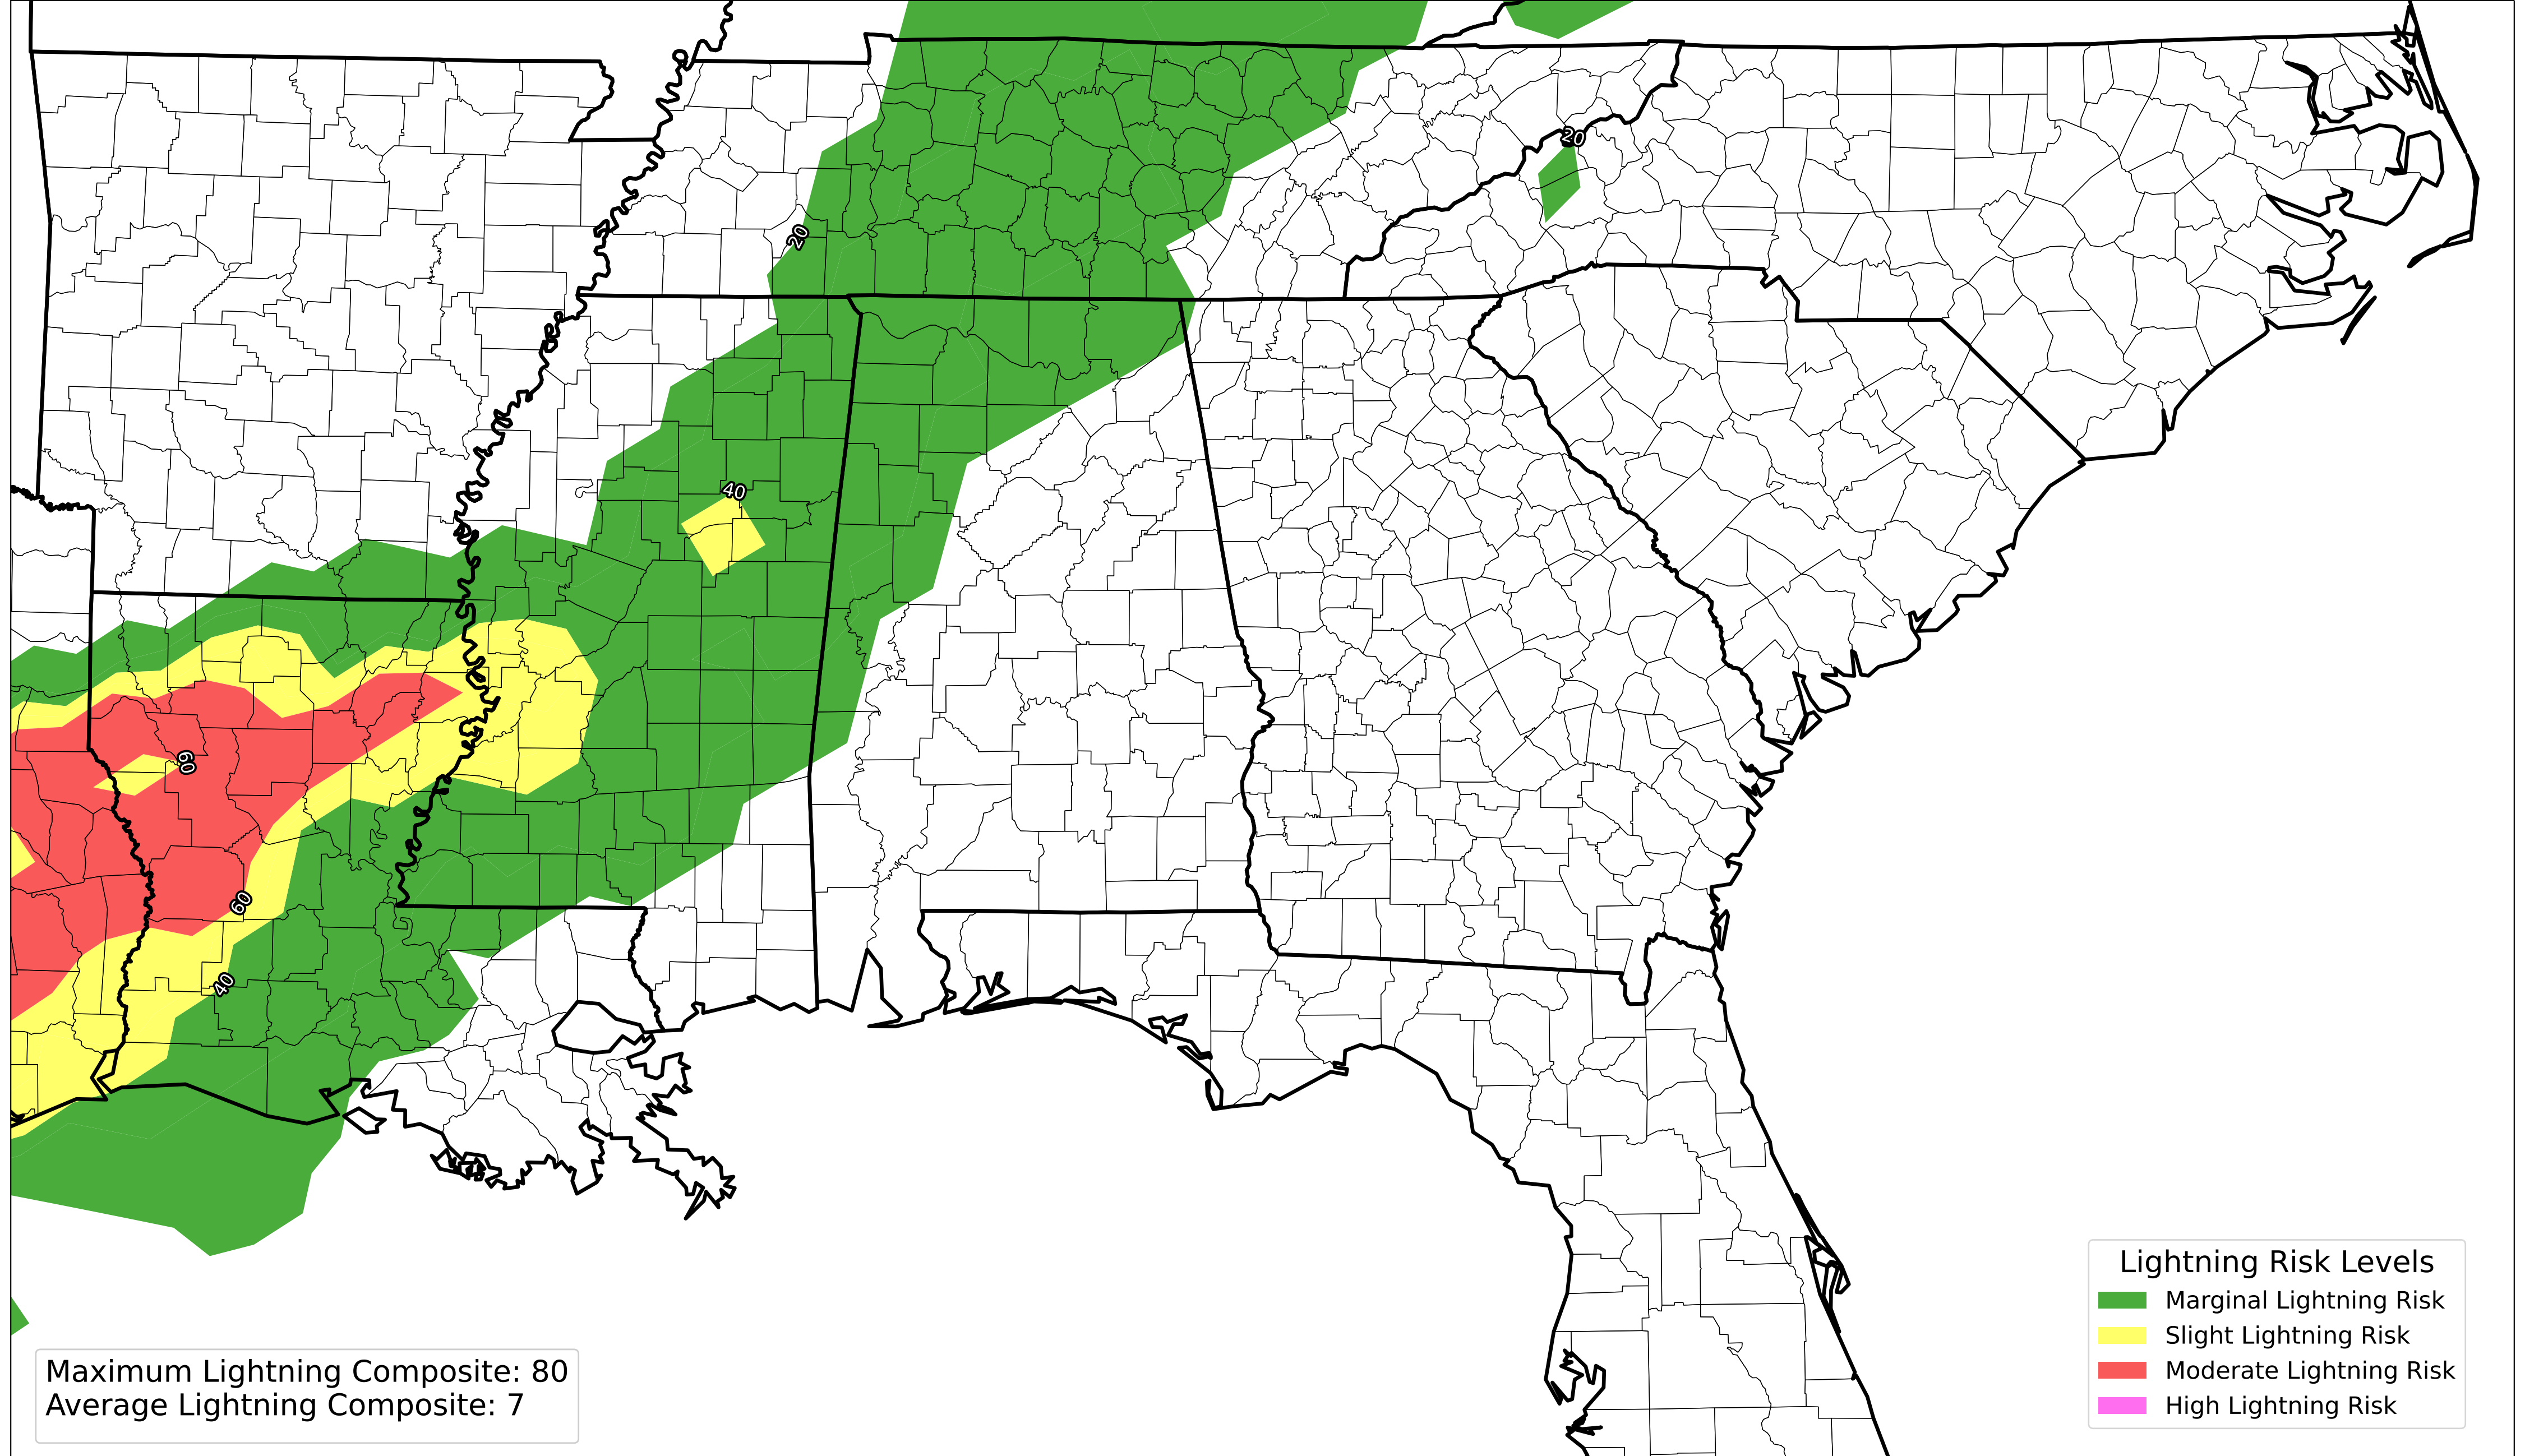 20
20
40
60
60
40
Lightning Risk Levels
Marginal Lightning Risk
Slight Lightning Risk
Moderate Lightning Risk
High Lightning Risk
Maximum Lightning Composite: 80
Average Lightning Composite: 7